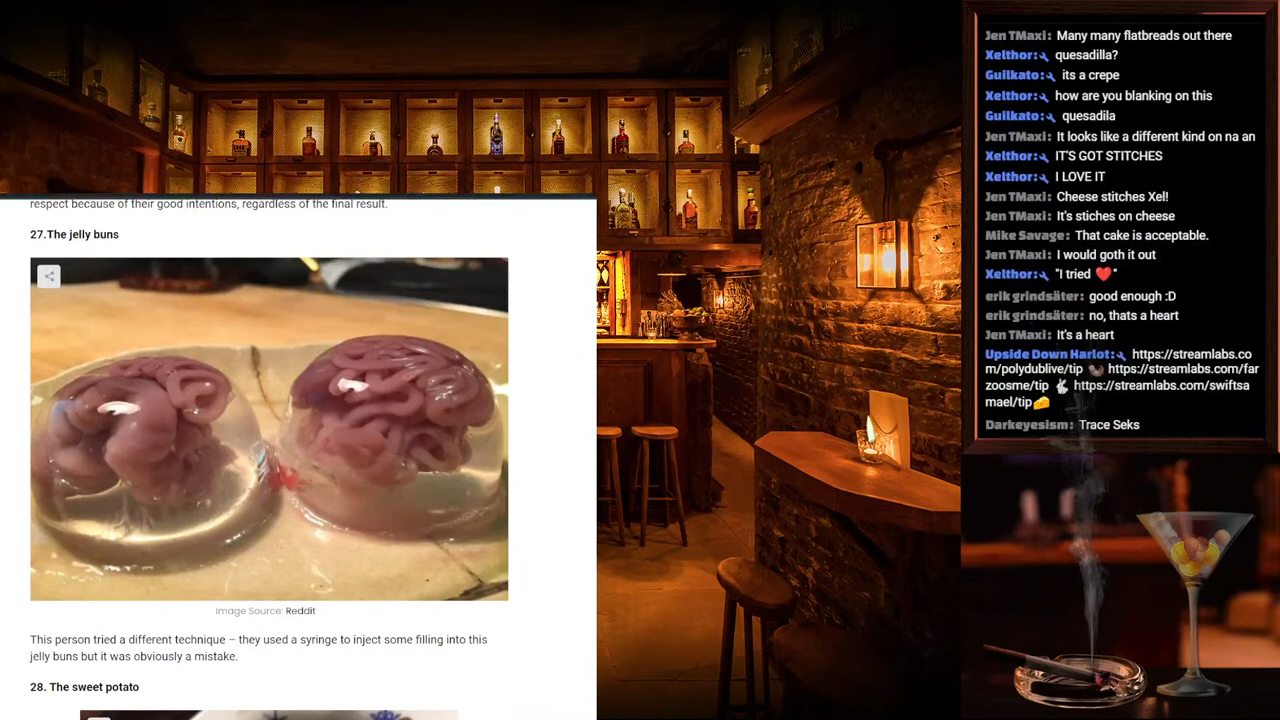 respect because of their good intentions, regardless of the final result.
27.The jelly buns
Image Source: Reddit
This person tried a different technique – they used a syringe to inject some filling into this
jelly buns but it was obviously a mistake.
28. The sweet potato
Jen TMaxi: Many many flatbreads out there
Xelthor: quesadilla?
Guilkato: its a crepe
Xelthor: how are you blanking on this
Guilkato: quesadila
Jen TMaxi: It looks like a different kind on na an
Xelthor: IT'S GOT STITCHES
Xelthor: I LOVE IT
Jen TMaxi: Cheese stitches Xel!
Jen TMaxi: It's stiches on cheese
Mike Savage: That cake is acceptable.
Jen TMaxi: I would goth it out
Xelthor: "I tried ❤️"
erik grindsäter: good enough :D
erik grindsäter: no, thats a heart
Jen TMaxi: It's a heart
Upside Down Harlot: https://streamlabs.co
m/polydublive/tip 🦦 https://streamlabs.com/far
zoosme/tip 🐇 https://streamlabs.com/swiftsa
mael/tip🧀
Darkeyesism: Trace Seks